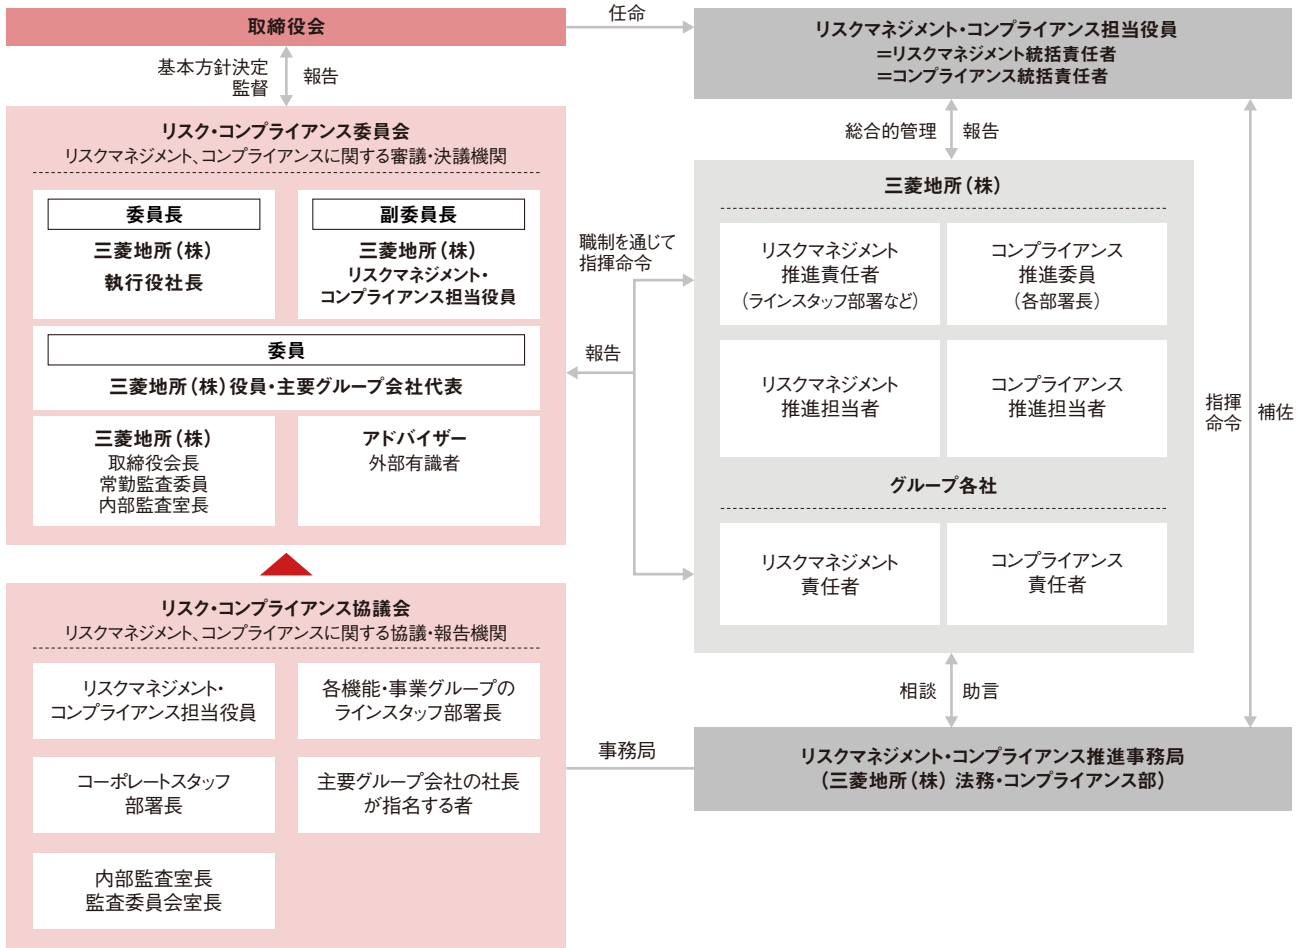 取締役会
任命
リスクマネジメント・コンプライアンス担当役員
＝リスクマネジメント統括責任者
＝コンプライアンス統括責任者
基本方針決定
監督
報告
リスク・コンプライアンス委員会
リスクマネジメント、コンプライアンスに関する審議・決議機関
委員長
三菱地所（株）
執行役社長
副委員長
三菱地所（株）
リスクマネジメント・
コンプライアンス担当役員
委員
三菱地所（株）役員・主要グループ会社代表
三菱地所（株）
取締役会長
常勤監査委員
内部監査室長
アドバイザー
外部有識者
職制を通じて
指揮命令
報告
総合的管理
報告
三菱地所（株）
リスクマネジメント
推進責任者
（ラインスタッフ部署など）
コンプライアンス
推進委員
（各部署長）
リスクマネジメント
推進担当者
コンプライアンス
推進担当者
グループ各社
リスクマネジメント
責任者
コンプライアンス
責任者
指揮
命令
補佐
リスク・コンプライアンス協議会
リスクマネジメント、コンプライアンスに関する協議・報告機関
リスクマネジメント・
コンプライアンス担当役員
各機能・事業グループの
ラインスタッフ部署長
コーポレートスタッフ
部署長
主要グループ会社の社長
が指名する者
内部監査室長
監査委員会室長
事務局
相談
助言
リスクマネジメント・コンプライアンス推進事務局
（三菱地所（株） 法務・コンプライアンス部）